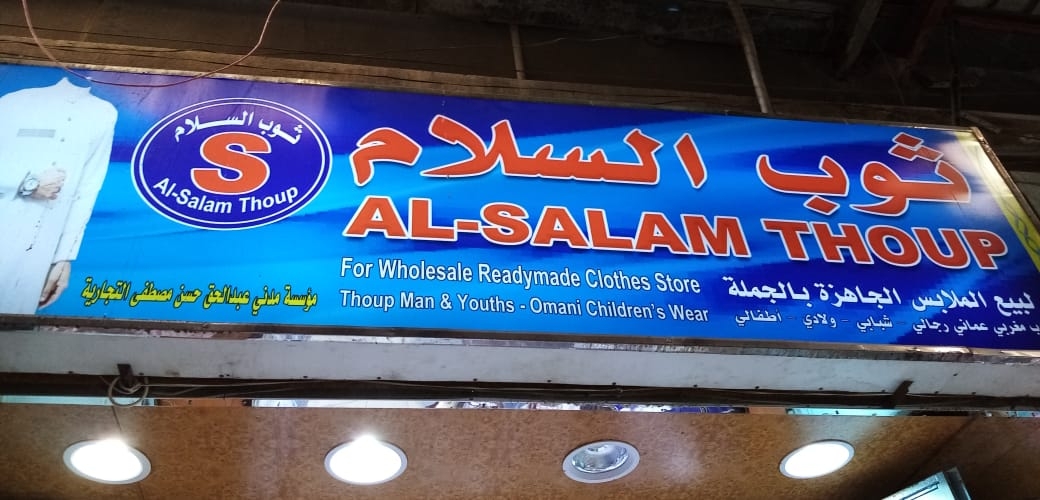 ثوب السلام
S
Al-Salam Thoup
ثوب السلام
AL-SALAM THOUP
For Wholesale Readymade Clothes Store
لبيع الملابس الجاهزة بالجملة
Thoup Man & Youths - Omani Children's Wear
مغربي عماني رجالي - شبابي - ولادي - أطفالي
مؤسسة مدني عبدالحق حسن مصطفى التجارية